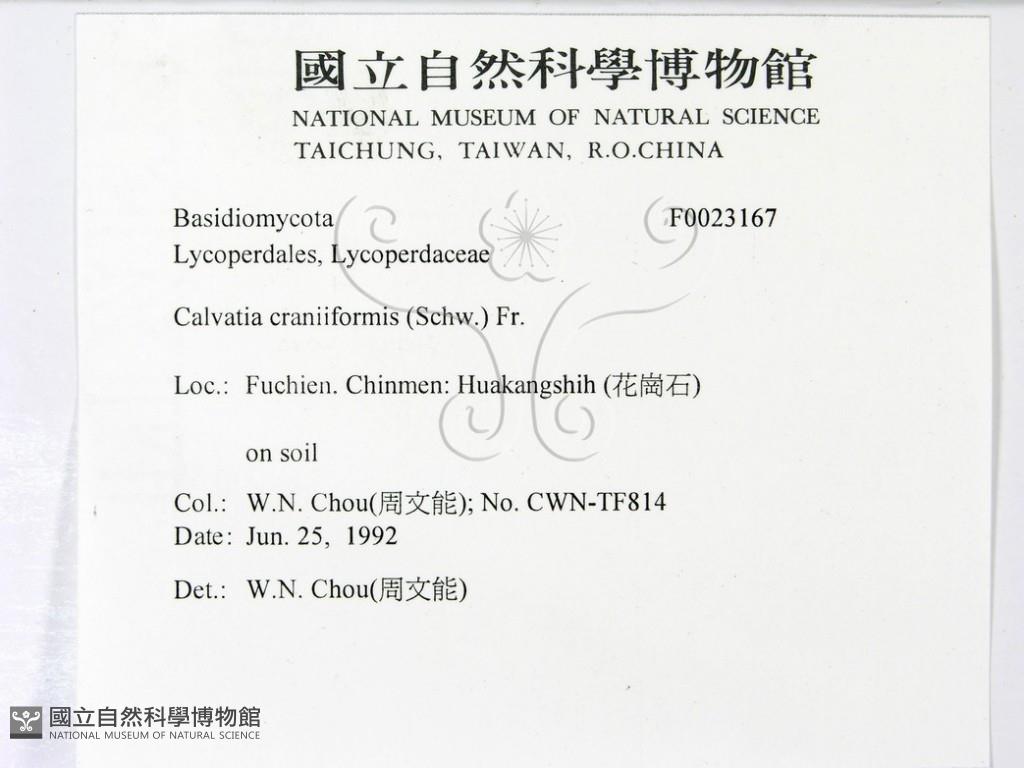 國立自然科學博物館
NATIONAL MUSEUM OF NATURAL SCIENCE
TAICHUNG, TAIWAN, R.O.CHINA
Basidiomycota F0023167
Lycoperdales, Lycoperdaceae
Calvatia craniiformis (Schw.) Fr.
Loc.: Fuchien. Chinmen: Huakangshih (花崗石)
on soil
Col.: W.N. Chou(周文能); No. CWN-TF814
Date: Jun. 25, 1992
Det.: W.N. Chou(周文能)
國立自然科學博物館
NATIONAL MUSEUM OF NATURAL SCIENCE